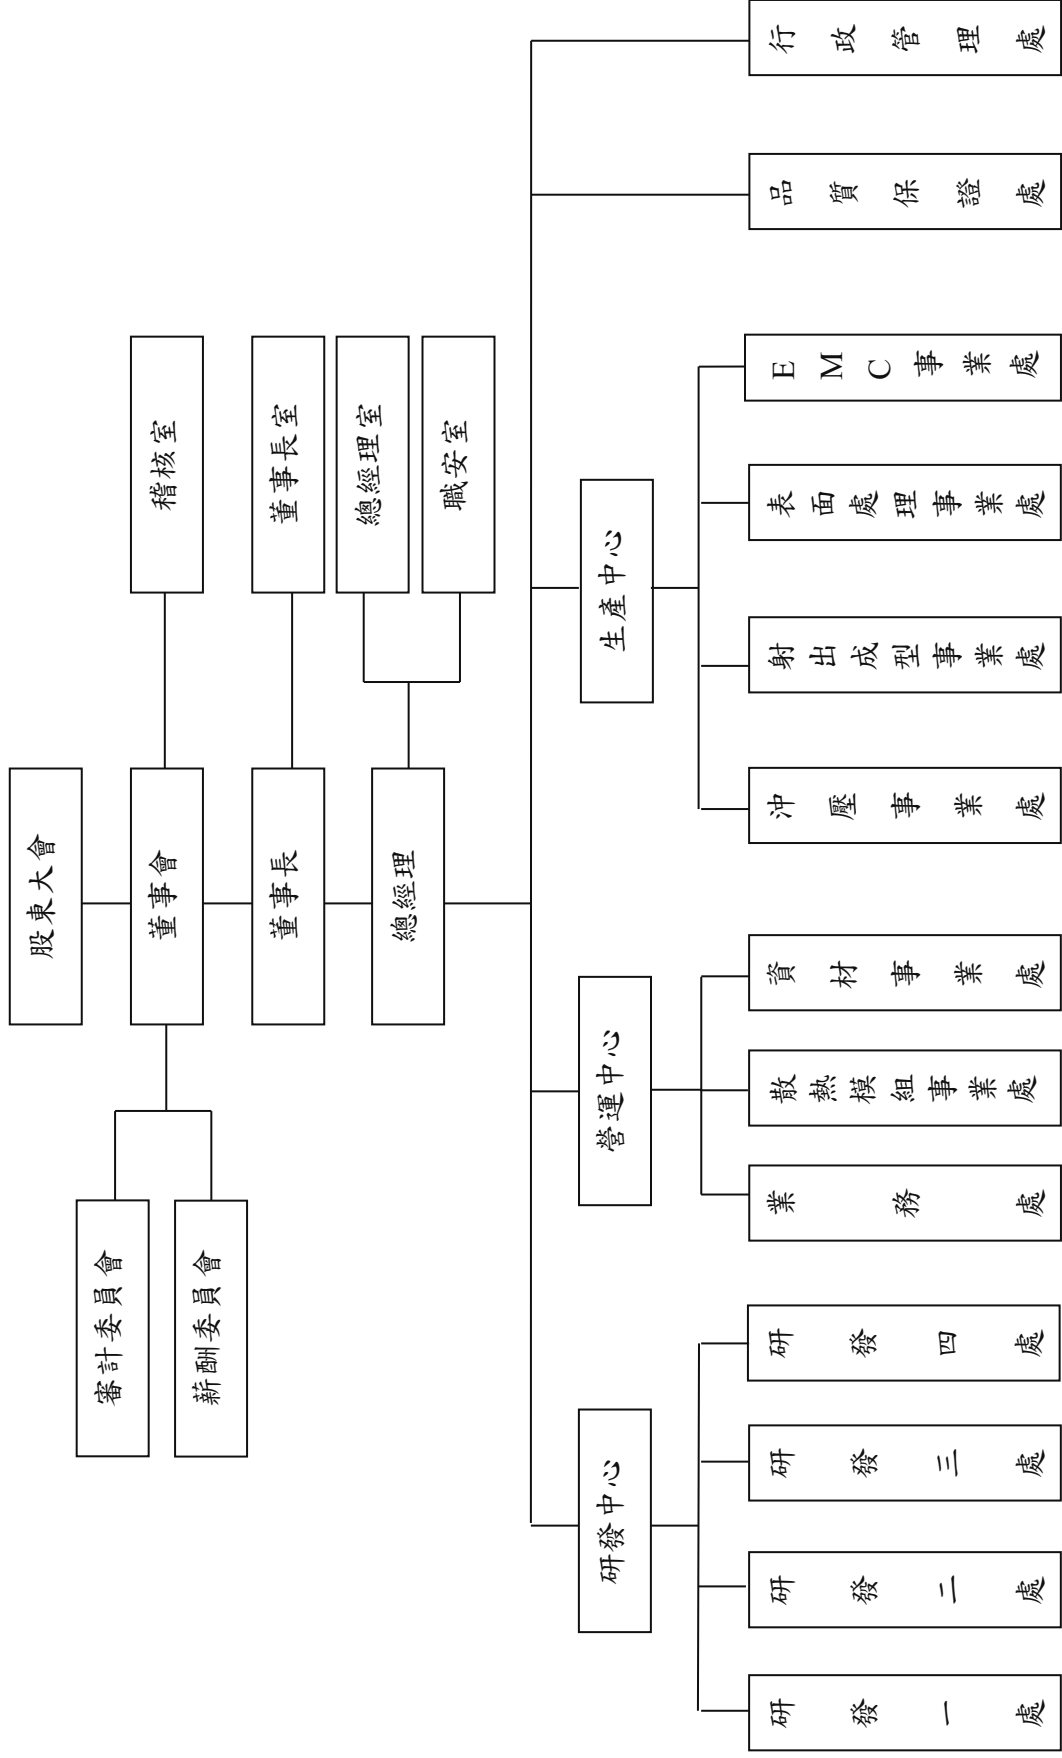 股東大會
董事會
稽核室
審計委員會
薪酬委員會
董事長
董事長室
總經理
總經理室
職安室
研發中心
營運中心
生產中心
研發一處
研發二處
研發三處
研發四處
業務處
散熱模組事業處
資材事業處
沖壓事業處
射出成型事業處
表面處理事業處
EMC事業處
品質保證處
行政管理處